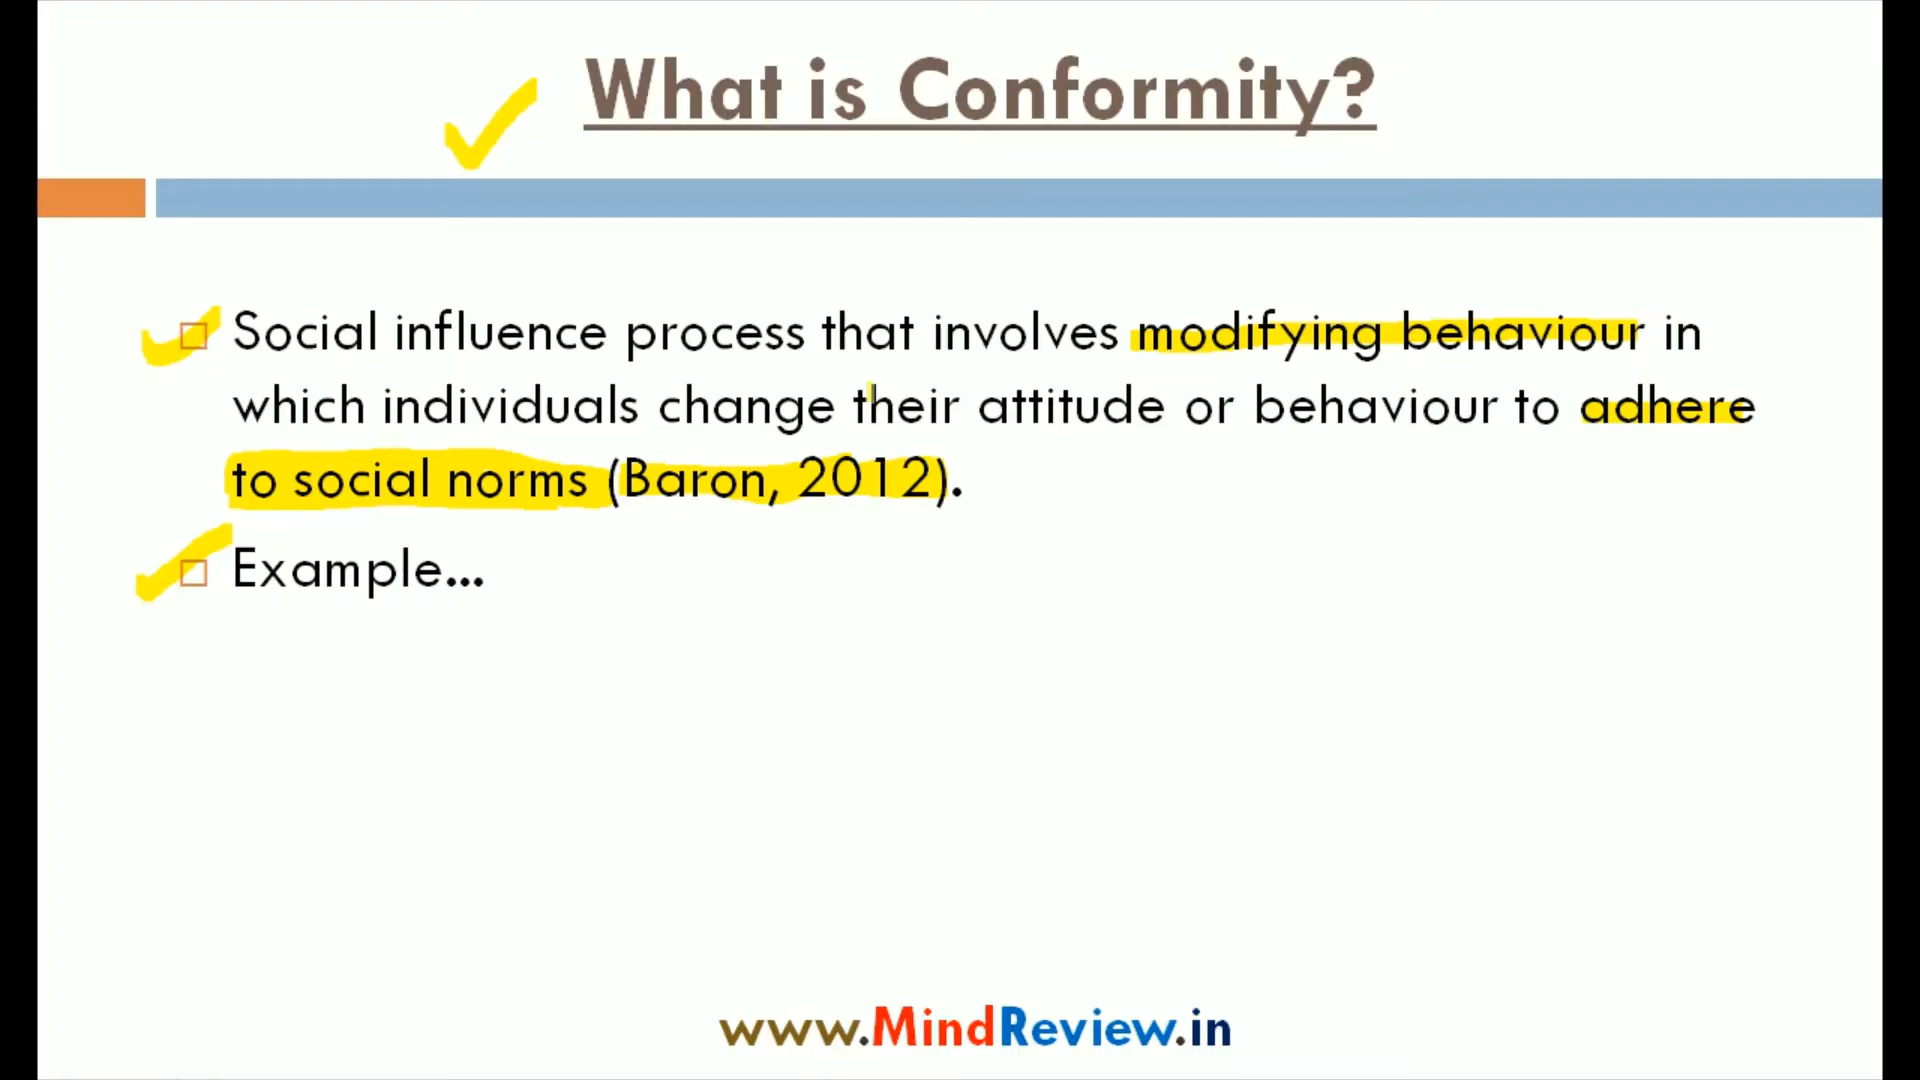 What is Conformity?
Social influence process that involves modifying behaviour in
which individuals change their attitude or behaviour to adhere
to social norms (Baron, 2012).
Example...
www.MindReview.in